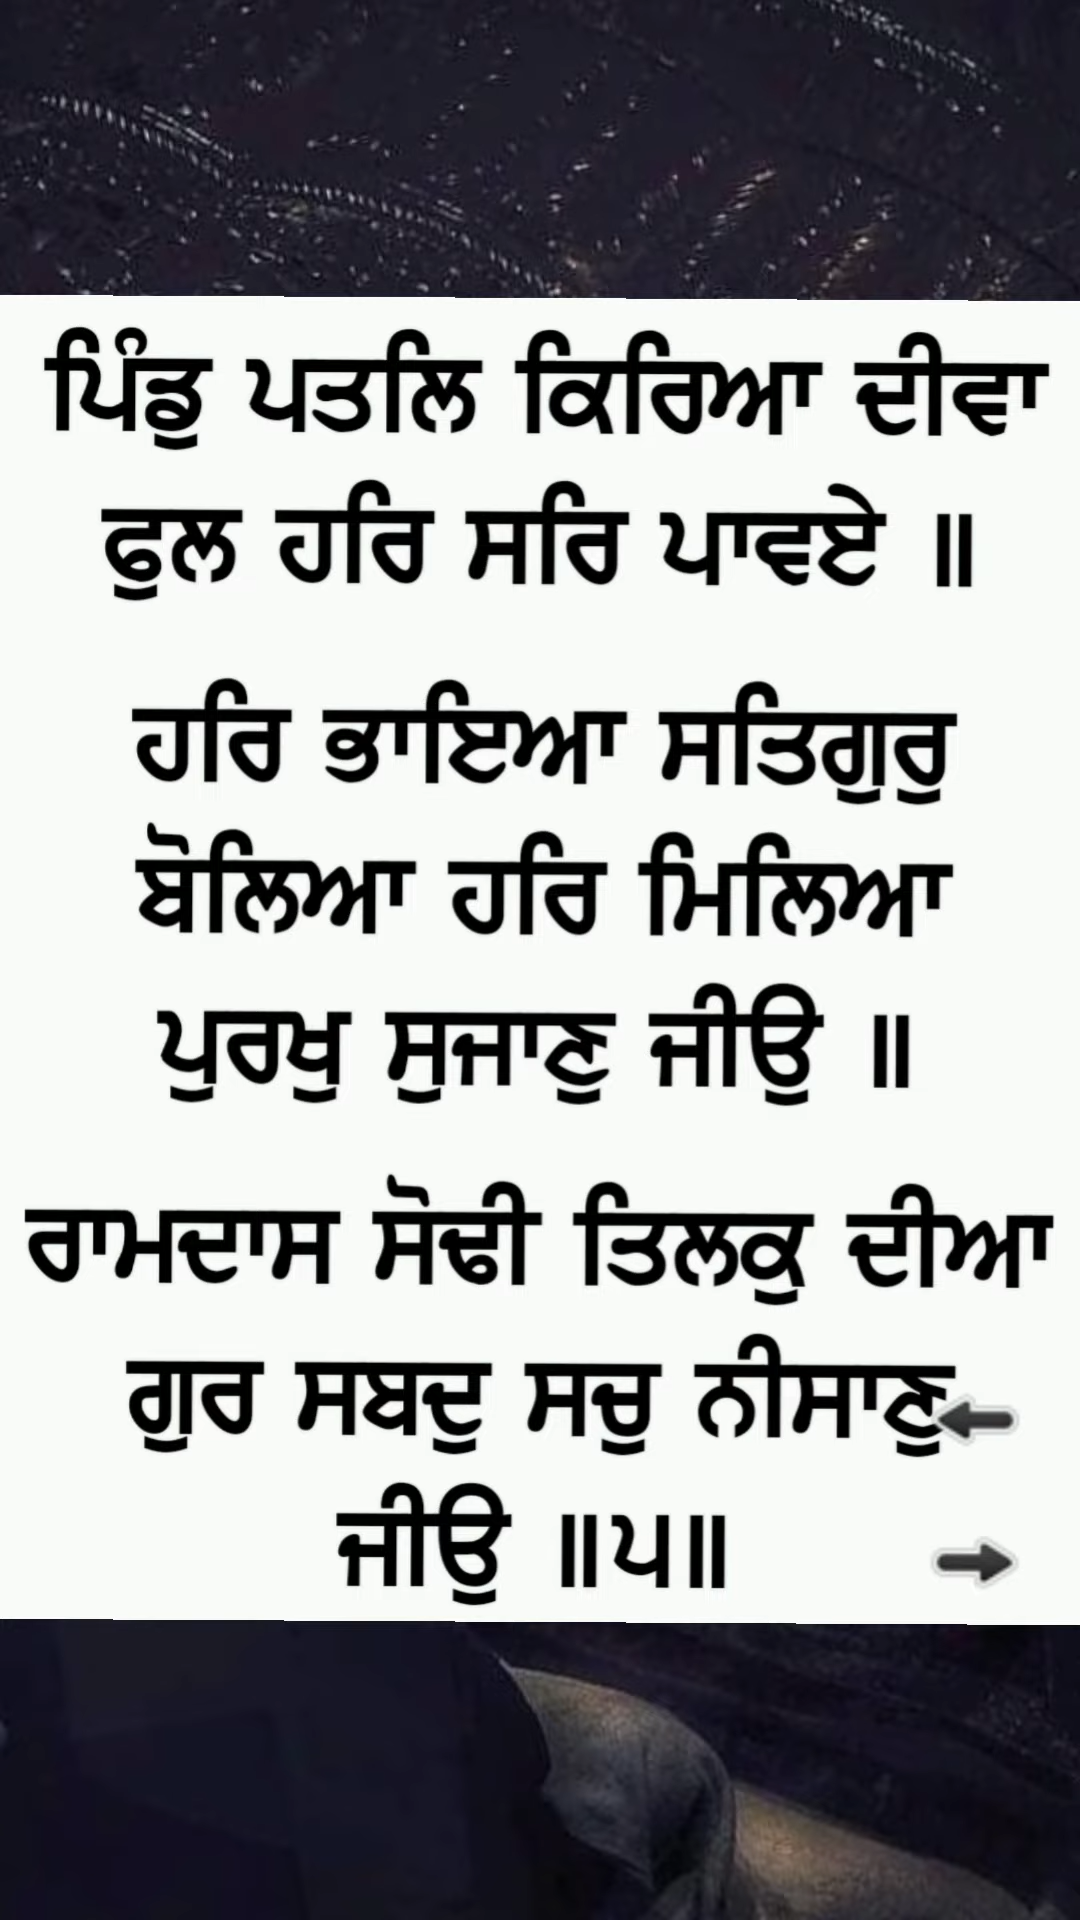 ਪਿੰਡੁ ਪਤਲਿ ਕਿਰਿਆ ਦੀਵਾ
ਫੁਲ ਹਰਿ ਸਰਿ ਪਾਵਏ ॥
ਹਰਿ ਭਾਇਆ ਸਤਿਗੁਰੁ
ਬੋਲਿਆ ਹਰਿ ਮਿਲਿਆ
ਪੁਰਖੁ ਸੁਜਾਣੁ ਜੀਉ ॥
ਰਾਮਦਾਸ ਸੋਢੀ ਤਿਲਕੁ ਦੀਆ
ਗੁਰ ਸਬਦੁ ਸਚੁ ਨੀਸਾਣੁ
ਜੀਉ ॥੫॥